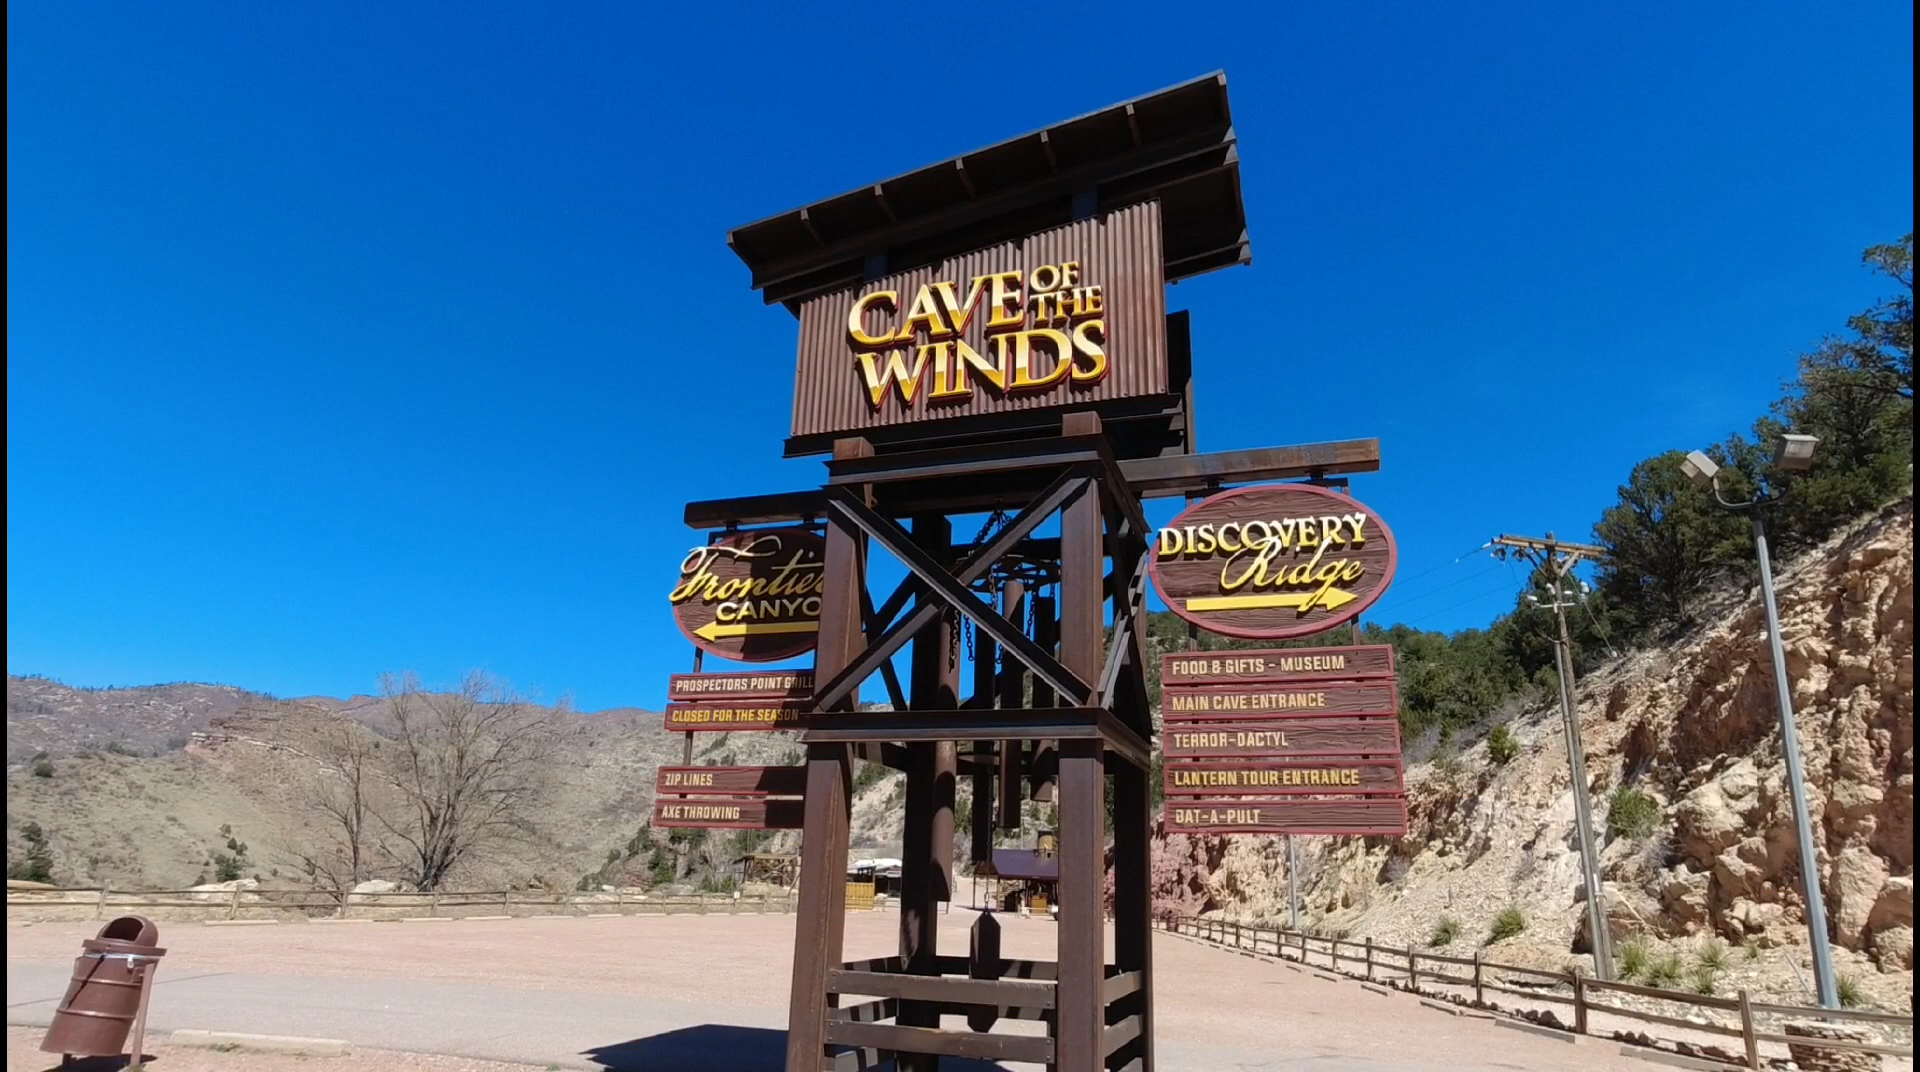 CAVE OF THE
WINDS
Frontier
CANYO
PROSPECTORS POINT GRILL
CLOSED FOR THE SEASON
ZIP LINES
AXE THROWING
DISCOVERY
Ridge
FOOD & GIFTS - MUSEUM
MAIN CAVE ENTRANCE
TERROR-DACTYL
LANTERN TOUR ENTRANCE
BAT-A-PULT